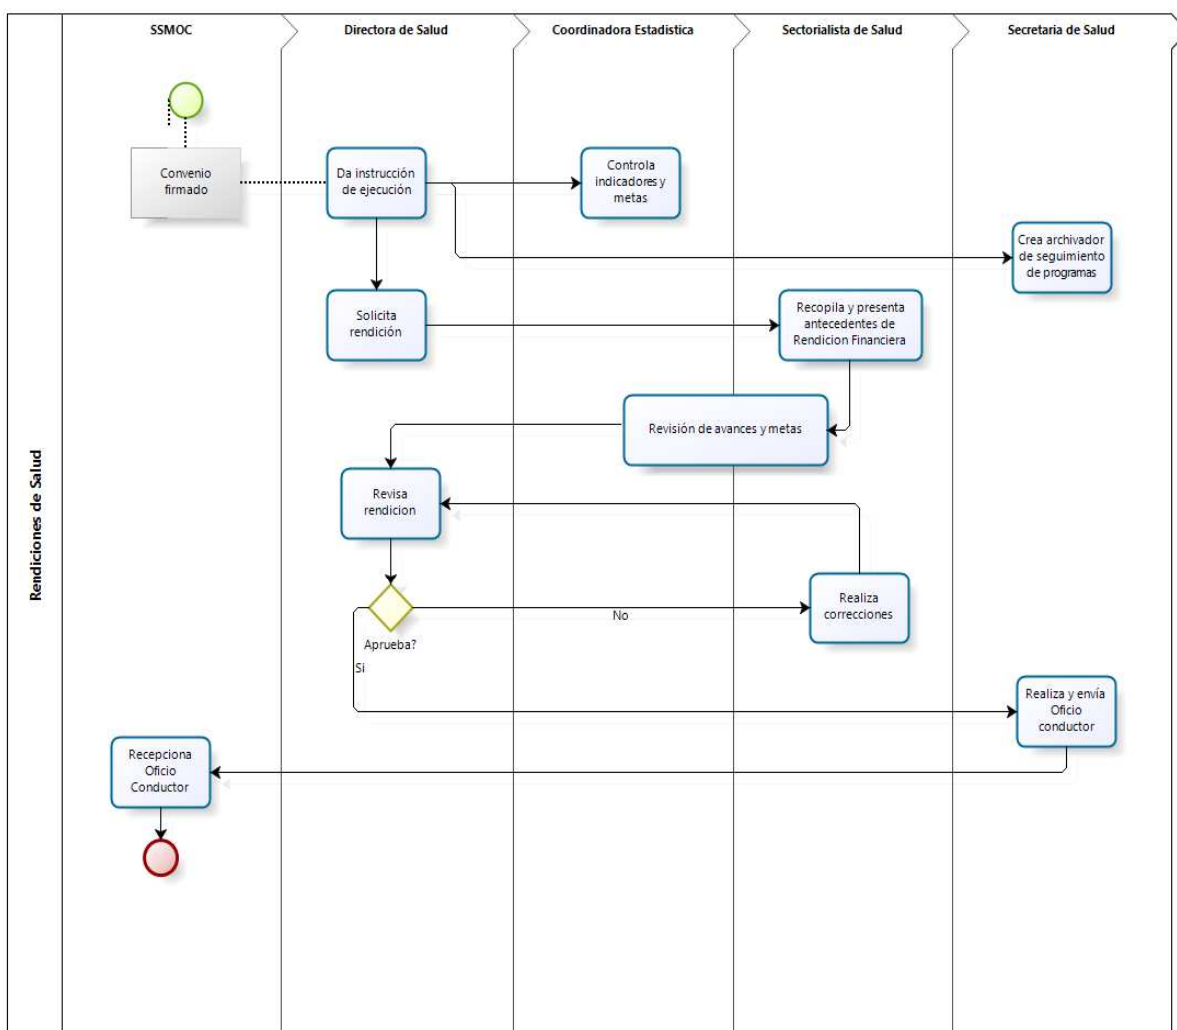 SSMOC
Directora de Salud
Coordinadora Estadistica
Sectorialista de Salud
Secretaria de Salud
Rendiciones de Salud
Convenio
firmado
Da instrucción
de ejecución
Controla
indicadores y
metas
Crea archivador
de seguimiento
de programas
Solicita
rendición
Recopila y presenta
antecedentes de
Rendicion Financiera
Revisión de avances y metas
Revisa
rendicion
Aprueba?
No
Si
Realiza
correcciones
Realiza y envía
Oficio
conductor
Recepciona
Oficio
Conductor